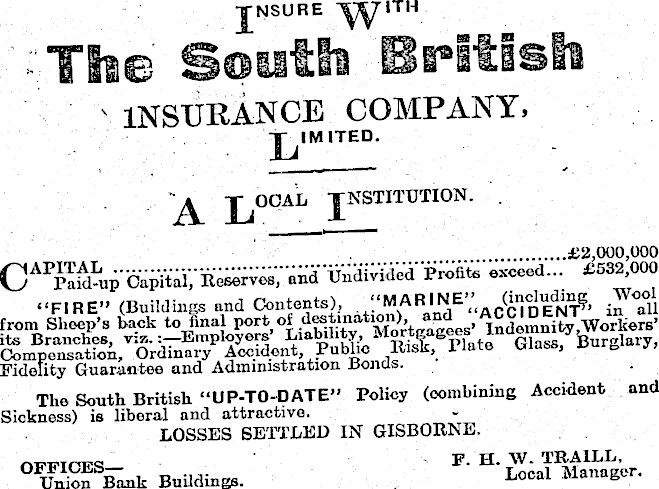 INSURE WITH
The South British
INSURANCE COMPANY,
LIMITED.
A LOCAL INSTITUTION.
CAPITAL ..............................................................£2,000,000
Paid-up Capital, Reserves, and Undivided Profits exceed... £532,000
"FIRE" (Buildings and Contents), "MARINE" (including Wool
from Sheep's back to final port of destination), and "ACCIDENT" in all
its Branches, viz.:—Employers' Liability, Mortgagees' Indemnity,Workers'
Compensation, Ordinary Accident, Public Risk, Plate Glass, Burglary,
Fidelity Guarantee and Administration Bonds.
The South British "UP-TO-DATE" Policy (combining Accident and
Sickness) is liberal and attractive.
LOSSES SETTLED IN GISBORNE.
OFFICES—
Union Bank Buildings.
F. H. W. TRAILL,
Local Manager.